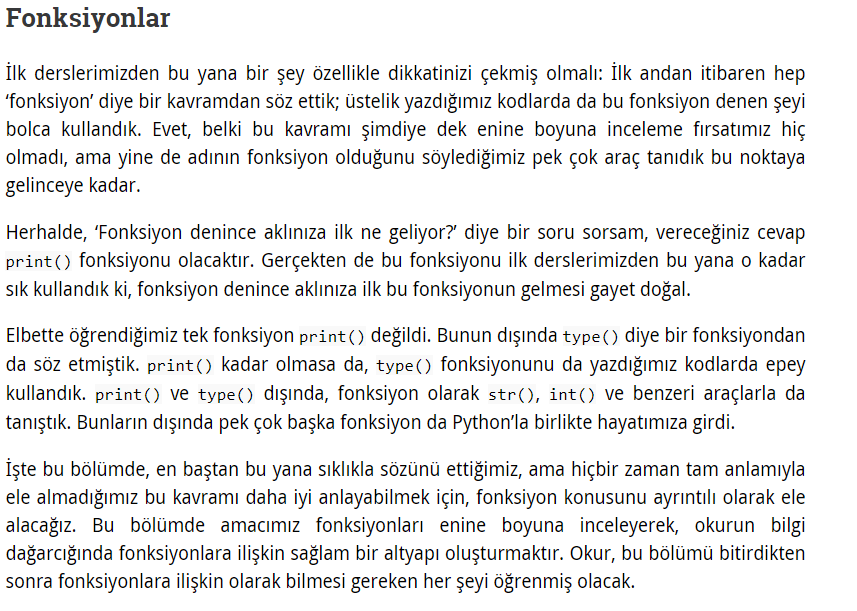 Fonksiyonlar
İlk derslerimizden bu yana bir şey özellikle dikkatinizi çekmiş olmalı: İlk andan itibaren hep
‘fonksiyon’ diye bir kavramdan söz ettik; üstelik yazdığımız kodlarda da bu fonksiyon denen şeyi
bolca kullandık. Evet, belki bu kavramı şimdiye dek enine boyuna inceleme fırsatımız hiç
olmadı, ama yine de adının fonksiyon olduğunu söylediğimiz pek çok araç tanıdık bu noktaya
gelinceye kadar.
Herhalde, ‘Fonksiyon denince aklınıza ilk ne geliyor?’ diye bir soru sorsam, vereceğiniz cevap
print() fonksiyonu olacaktır. Gerçekten de bu fonksiyonu ilk derslerimizden bu yana o kadar
sık kullandık ki, fonksiyon denince aklınıza ilk bu fonksiyonun gelmesi gayet doğal.
Elbette öğrendiğimiz tek fonksiyon print() değildi. Bunun dışında type() diye bir fonksiyondan
da söz etmiştik. print() kadar olmasa da, type() fonksiyonunu da yazdığımız kodlarda epey
kullandık. print() ve type() dışında, fonksiyon olarak str(), int() ve benzeri araçlarla da
tanıştık. Bunların dışında pek çok başka fonksiyon da Python’la birlikte hayatımıza girdi.
İşte bu bölümde, en baştan bu yana sıklıkla sözünü ettiğimiz, ama hiçbir zaman tam anlamıyla
ele almadığımız bu kavramı daha iyi anlayabilmek için, fonksiyon konusunu ayrıntılı olarak ele
alacağız. Bu bölümde amacımız fonksiyonları enine boyuna inceleyerek, okurun bilgi
dağarcığında fonksiyonlara ilişkin sağlam bir altyapı oluşturmaktır. Okur, bu bölümü bitirdikten
sonra fonksiyonlara ilişkin olarak bilmesi gereken her şeyi öğrenmiş olacak.